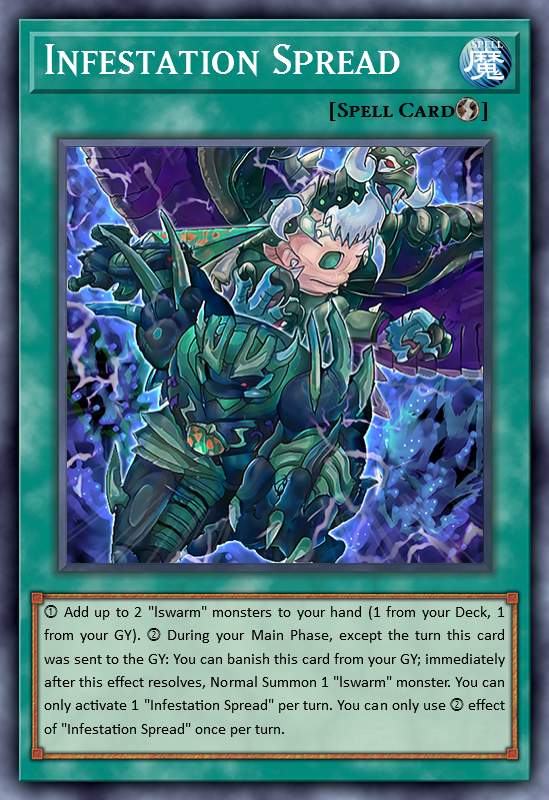 Infestation Spread
SPELL
魔
[Spell Card]
① Add up to 2 "lswarm" monsters to your hand (1 from your Deck, 1
from your GY). ② During your Main Phase, except the turn this card
was sent to the GY: You can banish this card from your GY; immediately
after this effect resolves, Normal Summon 1 "lswarm" monster. You can
only activate 1 "Infestation Spread" per turn. You can only use ② effect
of "Infestation Spread" once per turn.